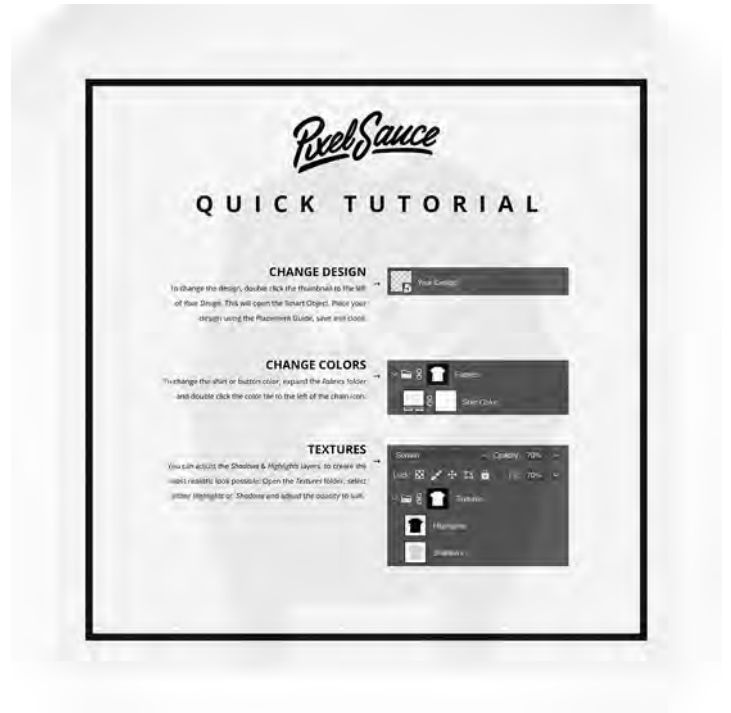 PixelSauce
QUICK TUTORIAL
CHANGE DESIGN
To change the design, double click the thumbnail to the left
of Your Design. This will open the Smart Object. Place your
design using the Placement Guide, save and close.
→
Your Design
CHANGE COLORS
To change the shirt or button color, expand the Fabrics folder
and double click the color tile to the left of the chain icon.
→
Fabrics
Shirt Color
TEXTURES
You can adjust the Shadows & Highlights layers, to create the
most realistic look possible. Open the Textures folder, select
either Highlights or Shadows and adjust the opacity to suit.
→
Screen
Opacity: 70%
Lock:
70%
Textures
Highlights
Shadows